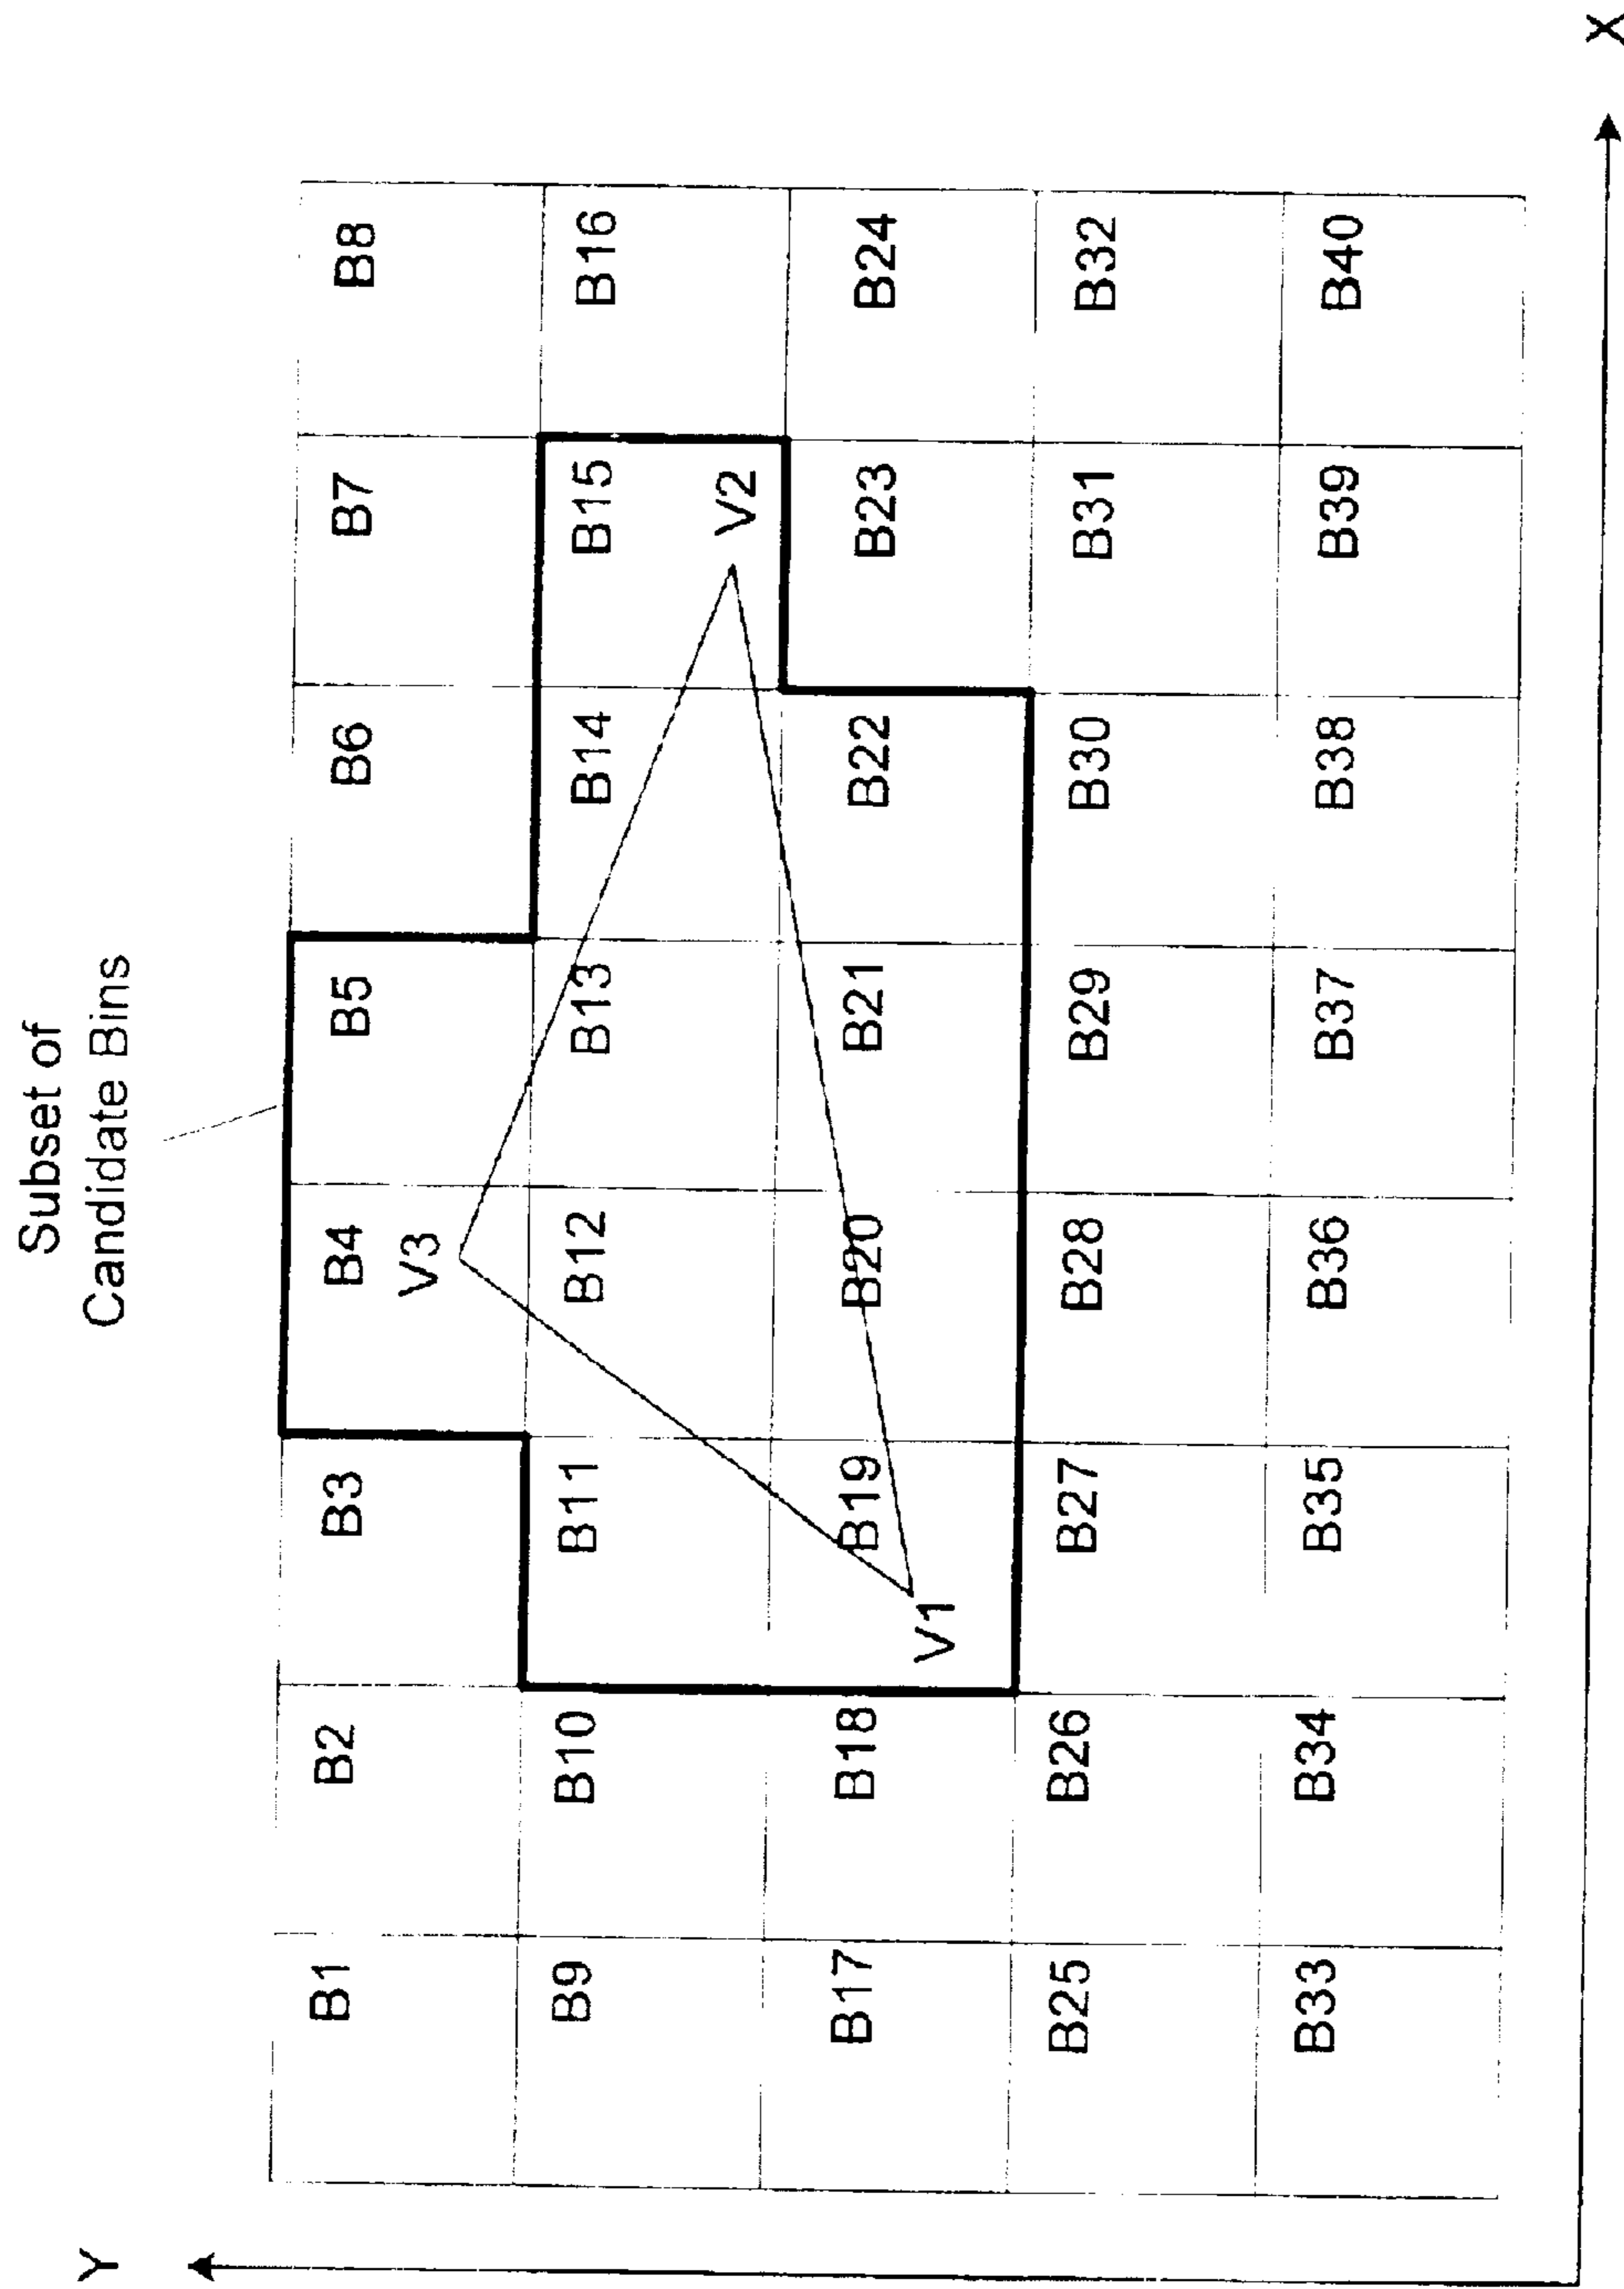 Subset of
Candidate Bins
Y
B1 B2 B3 B4 B5 B6 B7 B8
V3
B9 B10 B11 B12 B13 B14 B15 B16
V2
B17 B18 B19 B20 B21 B22 B23 B24
V1
B25 B26 B27 B28 B29 B30 B31 B32
B33 B34 B35 B36 B37 B38 B39 B40
X